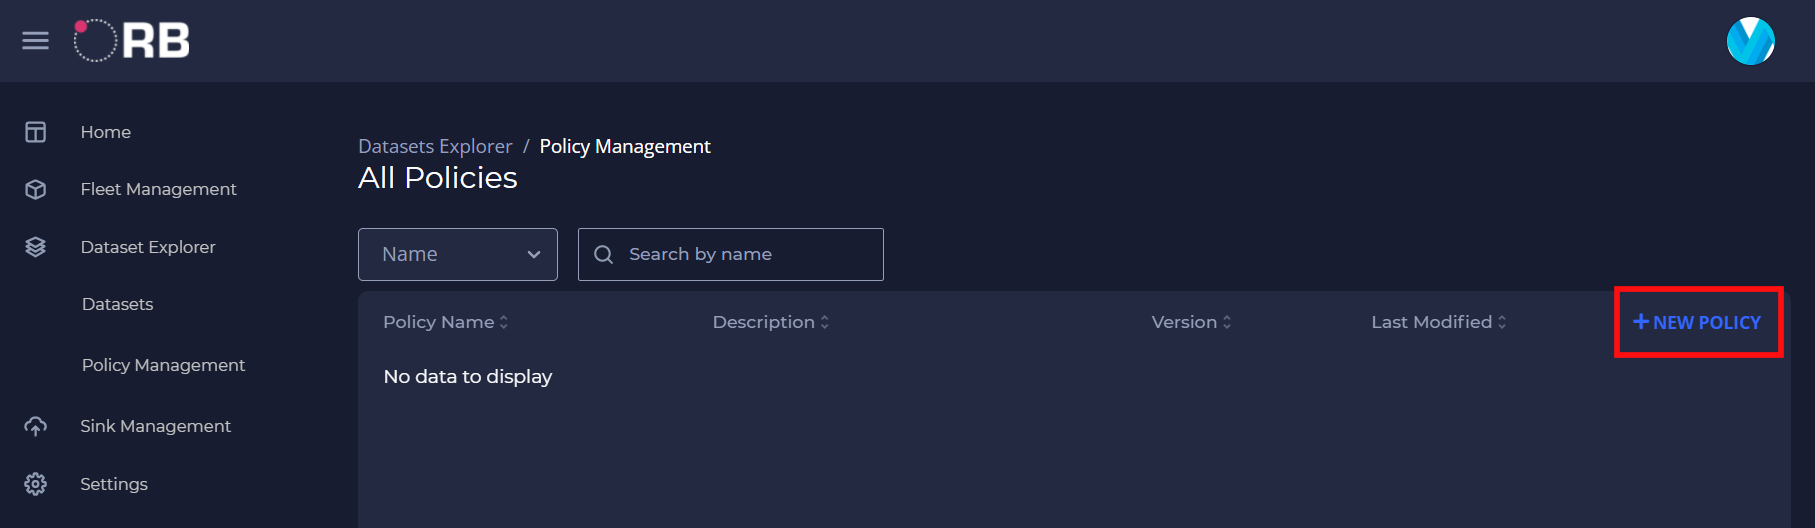 ORB
Home
Fleet Management
Dataset Explorer
Datasets
Policy Management
Sink Management
Settings
Datasets Explorer / Policy Management
All Policies
Name
Search by name
Policy Name Description Version Last Modified + NEW POLICY
No data to display